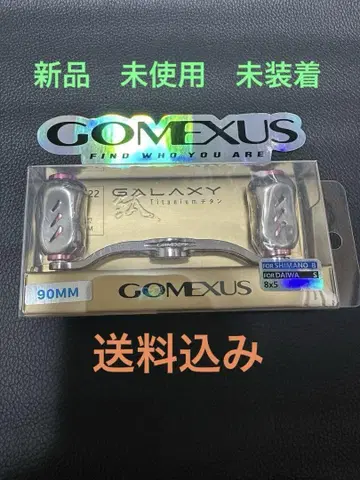 新品 未使用 未装着
GOMEXUS
FIND WHO YOU ARE
22
GALAXY
Titanium チタン
90MM
GOMEXUS
FOR SHIMANO B
FOR DAIWA S
8x5
送料込み